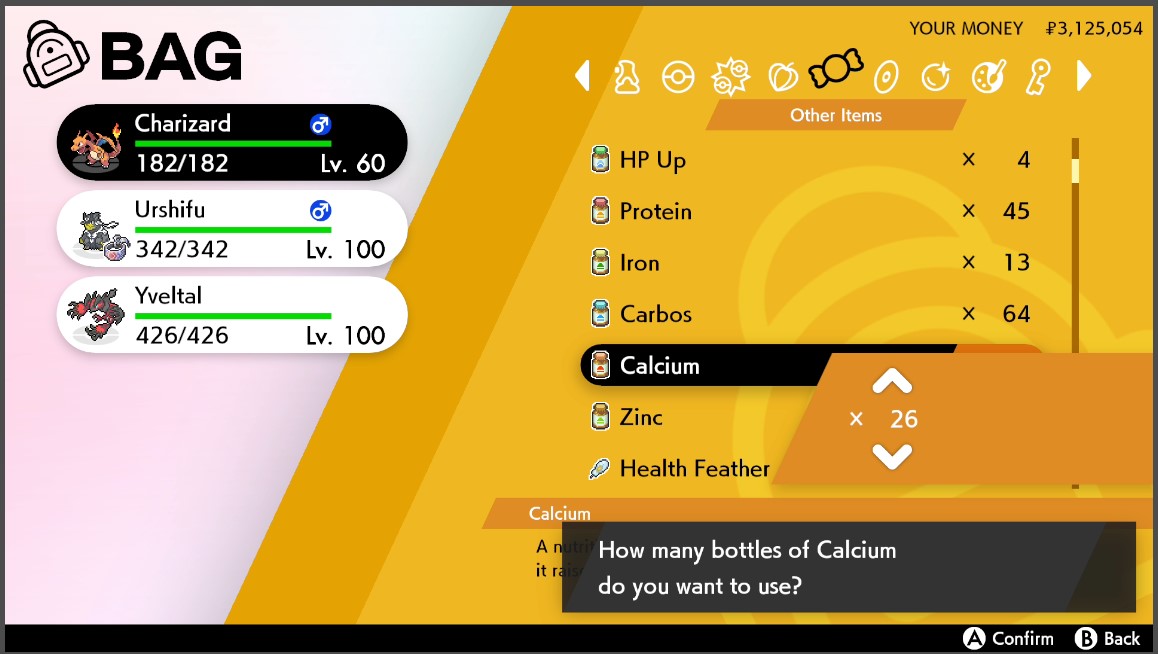 BAG
YOUR MONEY ₽3,125,054
Charizard ♂
182/182 Lv. 60
Urshifu ♂
342/342 Lv. 100
Yveltal
426/426 Lv. 100
Other Items
HP Up × 4
Protein × 45
Iron × 13
Carbos × 64
Calcium
× 26
Zinc
Health Feather
Calcium
A
it
How many bottles of Calcium
do you want to use?
A Confirm B Back